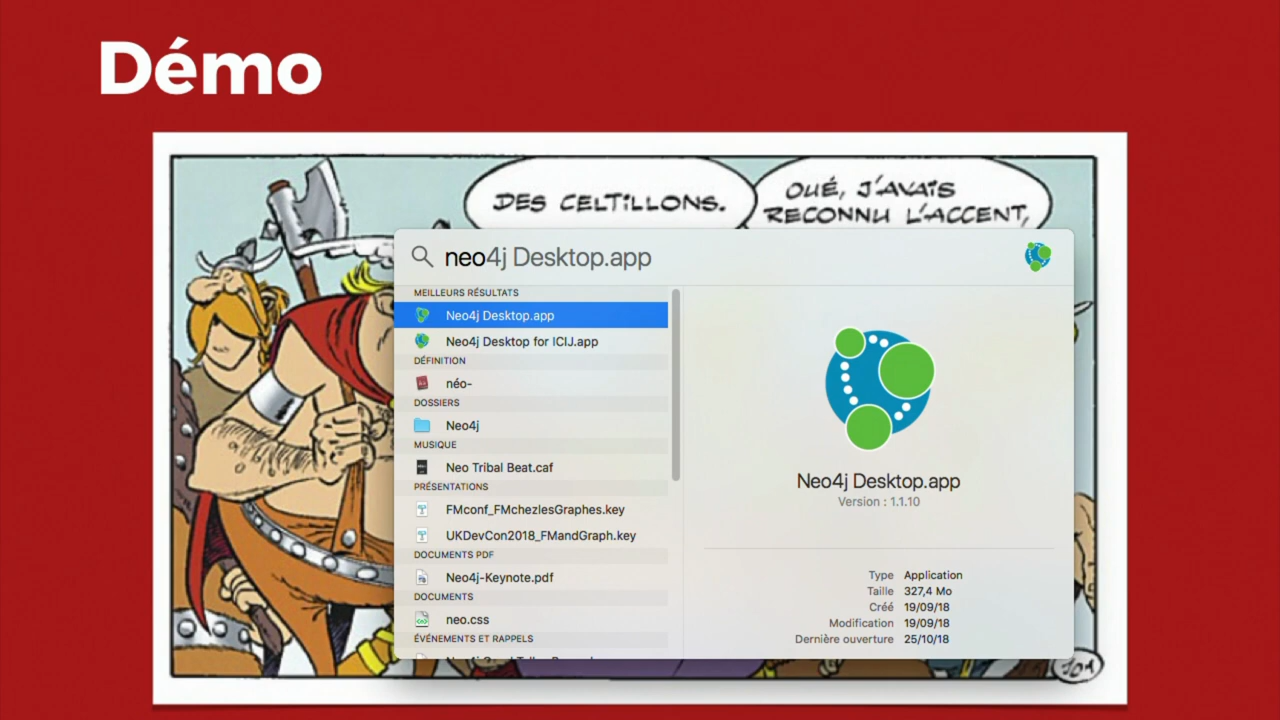 Démo
DES CELTILLONS.
OUÉ, J'AVAIS
RECONNU L'ACCENT,
neo4j Desktop.app
MEILLEURS RÉSULTATS
Neo4j Desktop.app
Neo4j Desktop for ICIJ.app
DÉFINITION
néo-
DOSSIERS
Neo4j
MUSIQUE
Neo Tribal Beat.caf
PRÉSENTATIONS
FMconf_FMchezlesGraphes.key
UKDevCon2018_FMandGraph.key
DOCUMENTS PDF
Neo4j-Keynote.pdf
DOCUMENTS
neo.css
ÉVÉNEMENTS ET RAPPELS
Neo4j Desktop.app
Version : 1.1.10
Type Application
Taille 327,4 Mo
Créé 19/09/18
Modification 19/09/18
Dernière ouverture 25/10/18